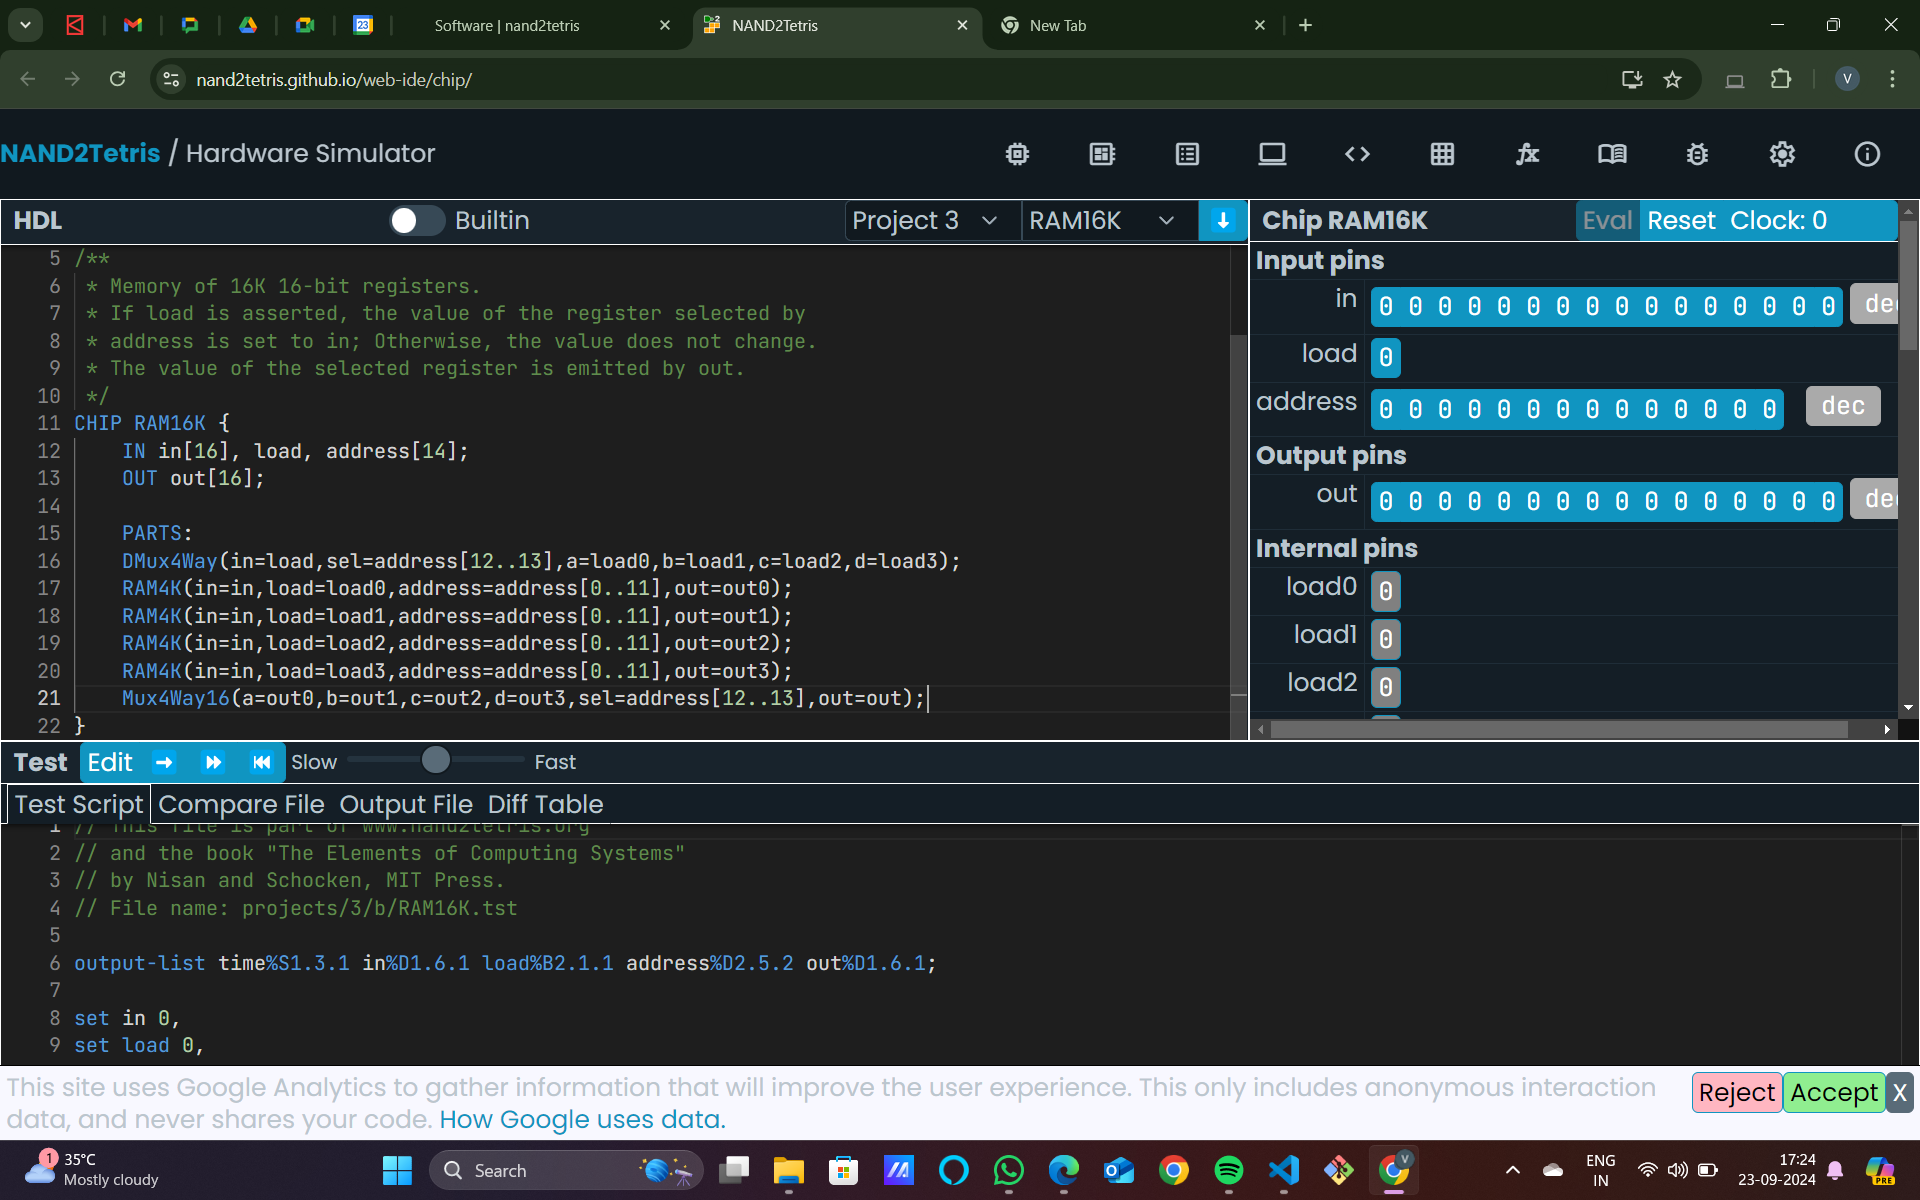 23
Software | nand2tetris
NAND2Tetris
New Tab
nand2tetris.github.io/web-ide/chip/
V
NAND2Tetris / Hardware Simulator
HDL
Builtin
Project 3
RAM16K
5 /**
6 * Memory of 16K 16-bit registers.
7 * If load is asserted, the value of the register selected by
8 * address is set to in; Otherwise, the value does not change.
9 * The value of the selected register is emitted by out.
10 */
11 CHIP RAM16K {
12 IN in[16], load, address[14];
13 OUT out[16];
14
15 PARTS:
16 DMux4Way(in=load,sel=address[12..13],a=load0,b=load1,c=load2,d=load3);
17 RAM4K(in=in,load=load0,address=address[0..11],out=out0);
18 RAM4K(in=in,load=load1,address=address[0..11],out=out1);
19 RAM4K(in=in,load=load2,address=address[0..11],out=out2);
20 RAM4K(in=in,load=load3,address=address[0..11],out=out3);
21 Mux4Way16(a=out0,b=out1,c=out2,d=out3,sel=address[12..13],out=out);
22 }
Chip RAM16K
Eval Reset Clock: 0
Input pins
in 0 0 0 0 0 0 0 0 0 0 0 0 0 0 0 0 dec
load 0
address 0 0 0 0 0 0 0 0 0 0 0 0 0 0 dec
Output pins
out 0 0 0 0 0 0 0 0 0 0 0 0 0 0 0 0 dec
Internal pins
load0 0
load1 0
load2 0
Test Edit Slow Fast
Test Script Compare File Output File Diff Table
1 // This file is part of www.nand2tetris.org
2 // and the book "The Elements of Computing Systems"
3 // by Nisan and Schocken, MIT Press.
4 // File name: projects/3/b/RAM16K.tst
5
6 output-list time%S1.3.1 in%D1.6.1 load%B2.1.1 address%D2.5.2 out%D1.6.1;
7
8 set in 0,
9 set load 0,
This site uses Google Analytics to gather information that will improve the user experience. This only includes anonymous interaction
data, and never shares your code. How Google uses data.
Reject Accept X
1
35°C
Mostly cloudy
Search
V
ENG
IN
17:24
23-09-2024
PRE